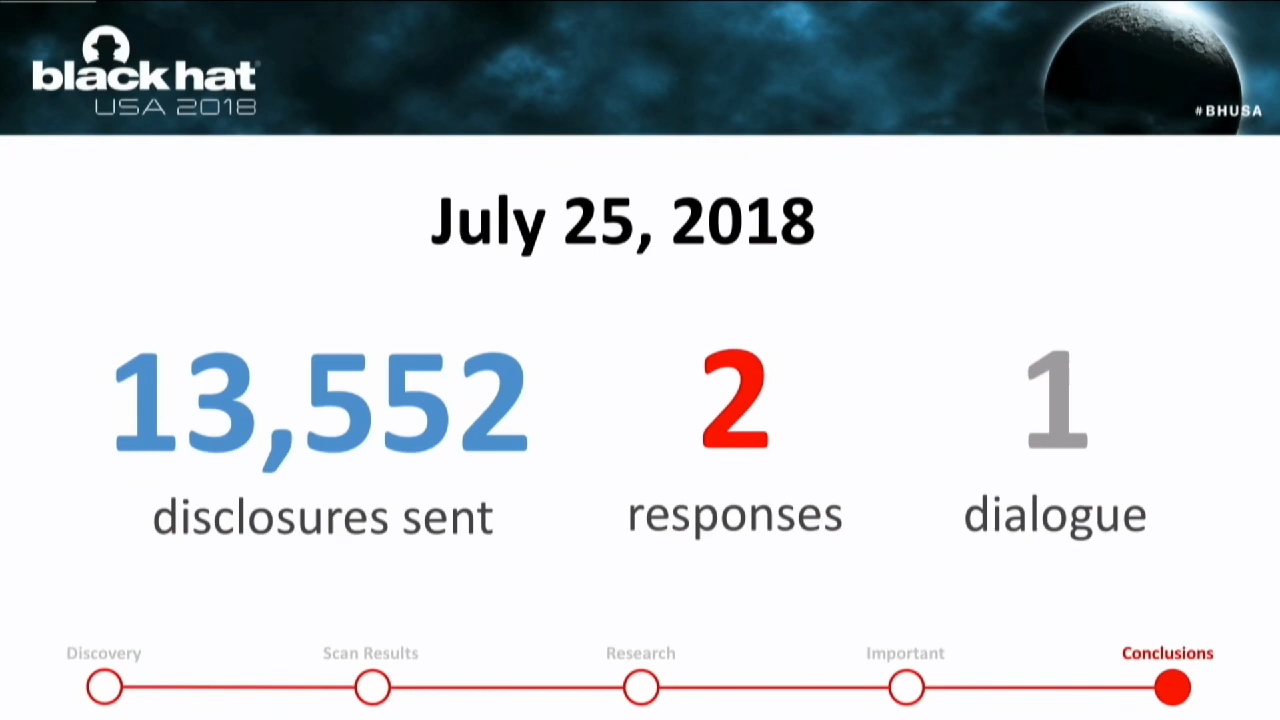 black hat
USA 2018
#BHUSA
July 25, 2018
13,552 2 1
disclosures sent responses dialogue
Discovery Scan Results Research Important Conclusions